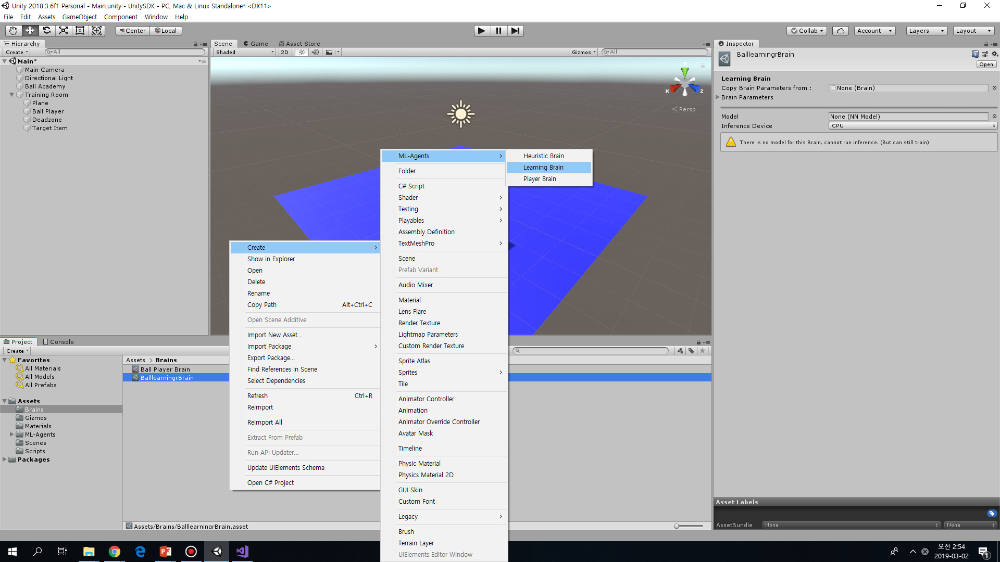 Unity 2018.3.6f1 Personal - Main.unity - UnitySDK - PC, Mac & Linux Standalone* <DX11>
File Edit Assets GameObject Component Window Help
Center Local
Collab Account Layers Layout
Hierarchy
Create All
Main*
Main Camera
Directional Light
Ball Academy
Training Room
Plane
Ball Player
Deadzone
Target Item
Scene Game Asset Store
Shaded 2D Gizmos All
y
x
z
Persp
Inspector
BalllearningrBrain
Open
Learning Brain
Copy Brain Parameters from : None (Brain)
Brain Parameters
Model None (NN Model)
Inference Device CPU
There is no model for this Brain, cannot run inference. (But can still train)
Create
Show in Explorer
Open
Delete
Rename
Copy Path Alt+Ctrl+C
Open Scene Additive
Import New Asset...
Import Package
Export Package...
Find References In Scene
Select Dependencies
Refresh Ctrl+R
Reimport
Reimport All
Extract From Prefab
Run API Updater...
Update UIElements Schema
Open C# Project
ML-Agents
Folder
C# Script
Shader
Testing
Playables
Assembly Definition
TextMeshPro
Scene
Prefab Variant
Audio Mixer
Material
Lens Flare
Render Texture
Lightmap Parameters
Custom Render Texture
Sprite Atlas
Sprites
Tile
Animator Controller
Animation
Animator Override Controller
Avatar Mask
Timeline
Physic Material
Physics Material 2D
GUI Skin
Custom Font
Legacy
Brush
Terrain Layer
UIElements Editor Window
Heuristic Brain
Learning Brain
Player Brain
Project Console
Create
Favorites
All Materials
All Models
All Prefabs
Assets
Brains
Gizmos
Materials
ML-Agents
Scenes
Scripts
Packages
Assets Brains
Ball Player Brain
BalllearningrBrain
Assets/Brains/BalllearningrBrain.asset
Asset Labels
AssetBundle None None
오전 2:54
2019-03-02
1